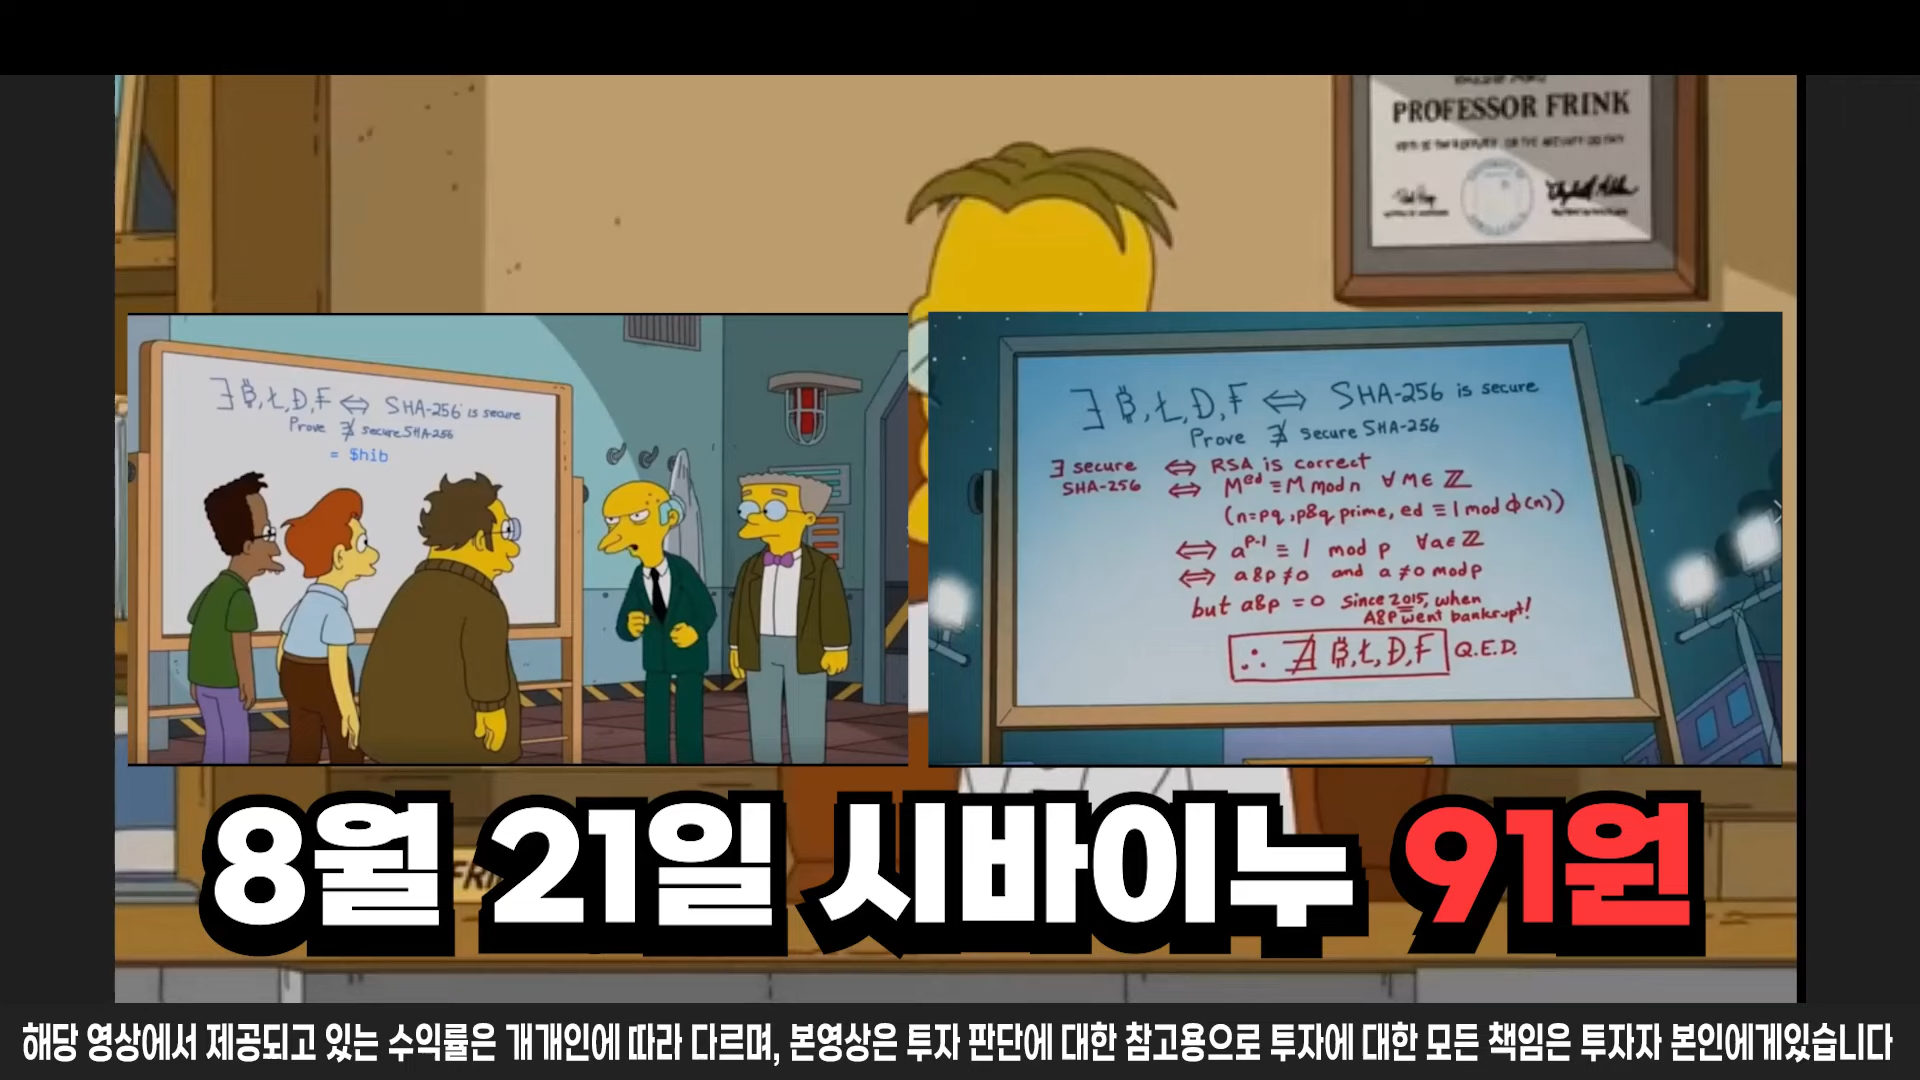 PROFESSOR FRINK
∃ ₿, Ł, Đ, ₣ ⇔ SHA-256 is secure
Prove ∄ secure SHA-256
= $hib
∃ ₿, Ł, Đ, ₣ ⇔ SHA-256 is secure
Prove ∄ secure SHA-256
∃ secure SHA-256 ⇔ RSA is correct
⇔ M^ed ≡ M mod n ∀ M ∈ ℤ
(n=pq, p&q prime, ed ≡ 1 mod ϕ(n))
⇔ a^p-1 ≡ 1 mod p ∀a∈ℤ
⇔ a&p ≠ 0 and a ≠ 0 mod p
but a&p = 0 Since 2015, when
A&P went bankrupt!
∴ ∄ ₿, Ł, Đ, ₣ Q.E.D.
8월 21일 시바이누 91원
해당 영상에서 제공되고 있는 수익률은 개개인에 따라 다르며, 본영상은 투자 판단에 대한 참고용으로 투자에 대한 모든 책임은 투자자 본인에게있습니다